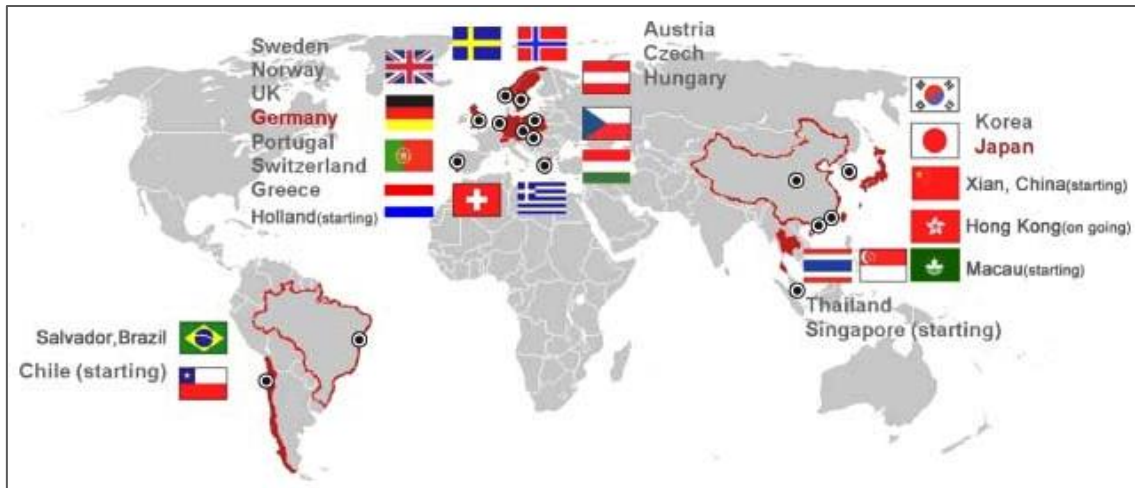 Sweden
Norway
UK
Germany
Portugal
Switzerland
Greece
Holland(starting)
Austria
Czech
Hungary
Korea
Japan
Xian, China(starting)
Hong Kong(on going)
Macau(starting)
Thailand
Singapore (starting)
Salvador,Brazil
Chile (starting)